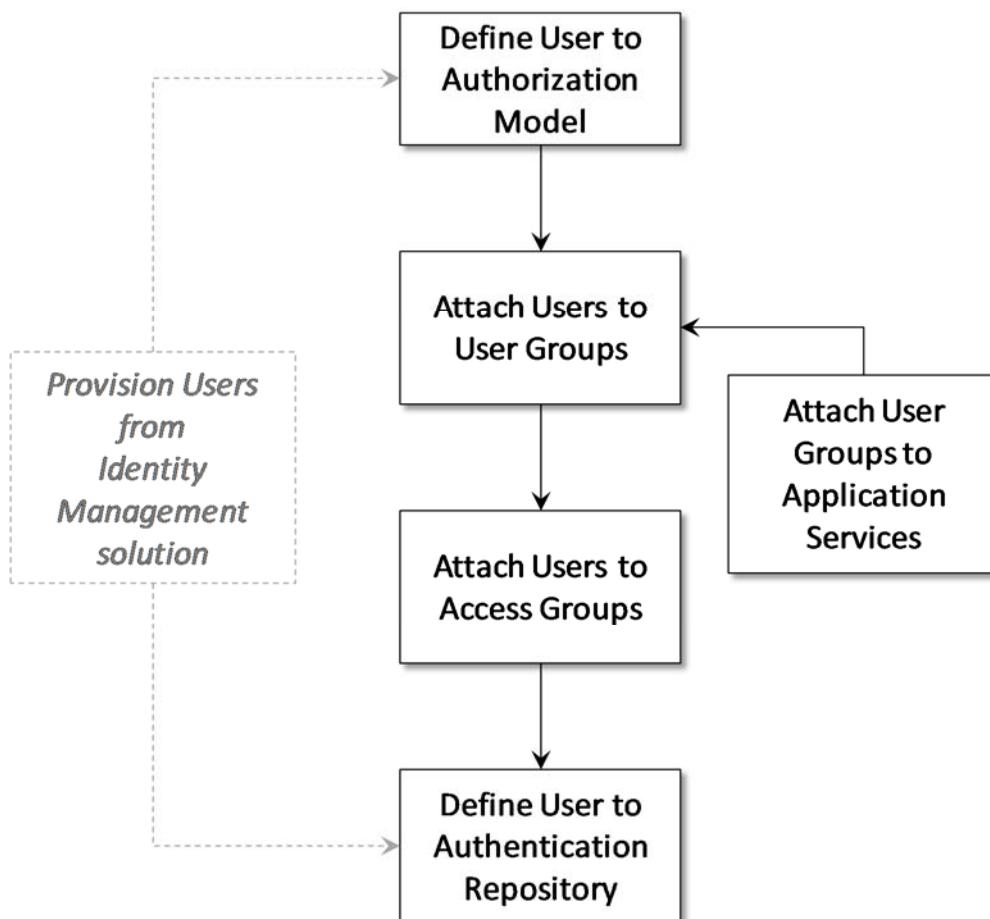 Define User to
Authorization
Model
Attach Users to
User Groups
Provision Users
from
Identity
Management
solution
Attach User
Groups to
Application
Services
Attach Users to
Access Groups
Define User to
Authentication
Repository